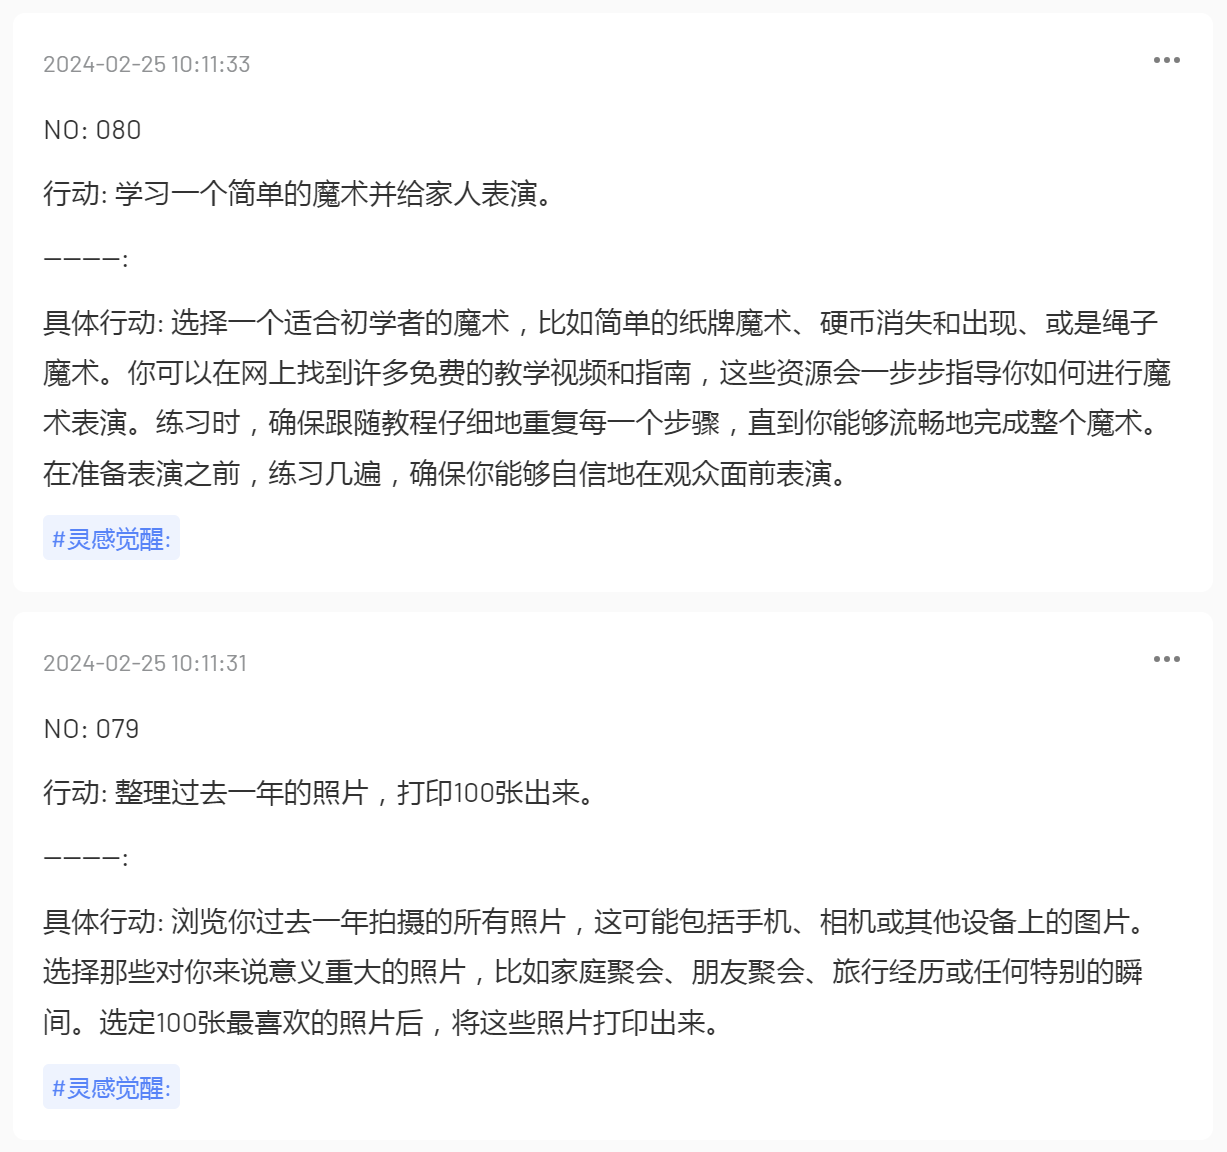 2024-02-25 10:11:33
NO: 080
行动: 学习一个简单的魔术并给家人表演。
————:
具体行动: 选择一个适合初学者的魔术，比如简单的纸牌魔术、硬币消失和出现、或是绳子
魔术。你可以在网上找到许多免费的教学视频和指南，这些资源会一步步指导你如何进行魔
术表演。练习时，确保跟随教程仔细地重复每一个步骤，直到你能够流畅地完成整个魔术。
在准备表演之前，练习几遍，确保你能够自信地在观众面前表演。
#灵感觉醒:
2024-02-25 10:11:31
NO: 079
行动: 整理过去一年的照片，打印100张出来。
————:
具体行动: 浏览你过去一年拍摄的所有照片，这可能包括手机、相机或其他设备上的图片。
选择那些对你来说意义重大的照片，比如家庭聚会、朋友聚会、旅行经历或任何特别的瞬
间。选定100张最喜欢的照片后，将这些照片打印出来。
#灵感觉醒: